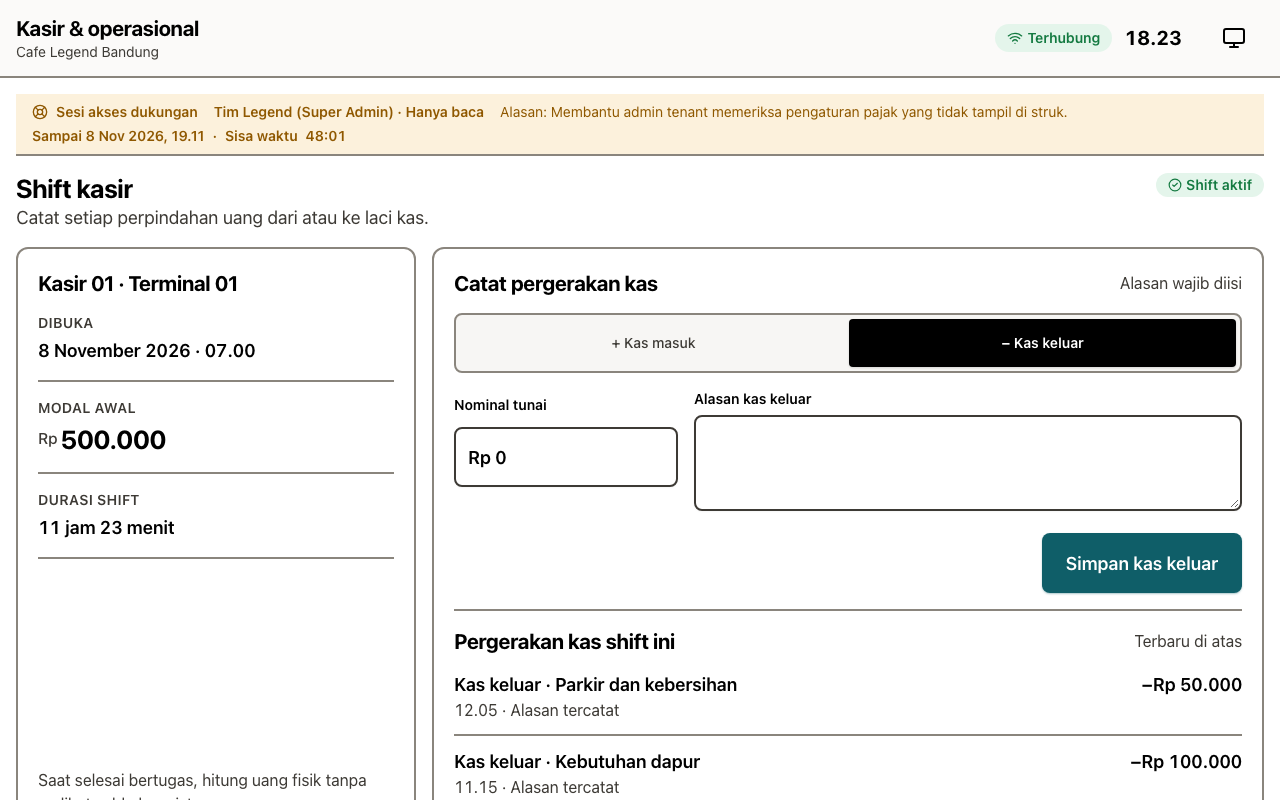 Kasir & operasional
Cafe Legend Bandung
Terhubung
18.23
Sesi akses dukungan Tim Legend (Super Admin) · Hanya baca Alasan: Membantu admin tenant memeriksa pengaturan pajak yang tidak tampil di struk.
Sampai 8 Nov 2026, 19.11 · Sisa waktu 48:01
Shift kasir
Shift aktif
Catat setiap perpindahan uang dari atau ke laci kas.
Kasir 01 · Terminal 01
DIBUKA
8 November 2026 · 07.00
MODAL AWAL
Rp 500.000
DURASI SHIFT
11 jam 23 menit
Saat selesai bertugas, hitung uang fisik tanpa
Catat pergerakan kas
Alasan wajib diisi
+ Kas masuk
− Kas keluar
Nominal tunai
Alasan kas keluar
Rp 0
Simpan kas keluar
Pergerakan kas shift ini
Terbaru di atas
Kas keluar · Parkir dan kebersihan
−Rp 50.000
12.05 · Alasan tercatat
Kas keluar · Kebutuhan dapur
−Rp 100.000
11.15 · Alasan tercatat